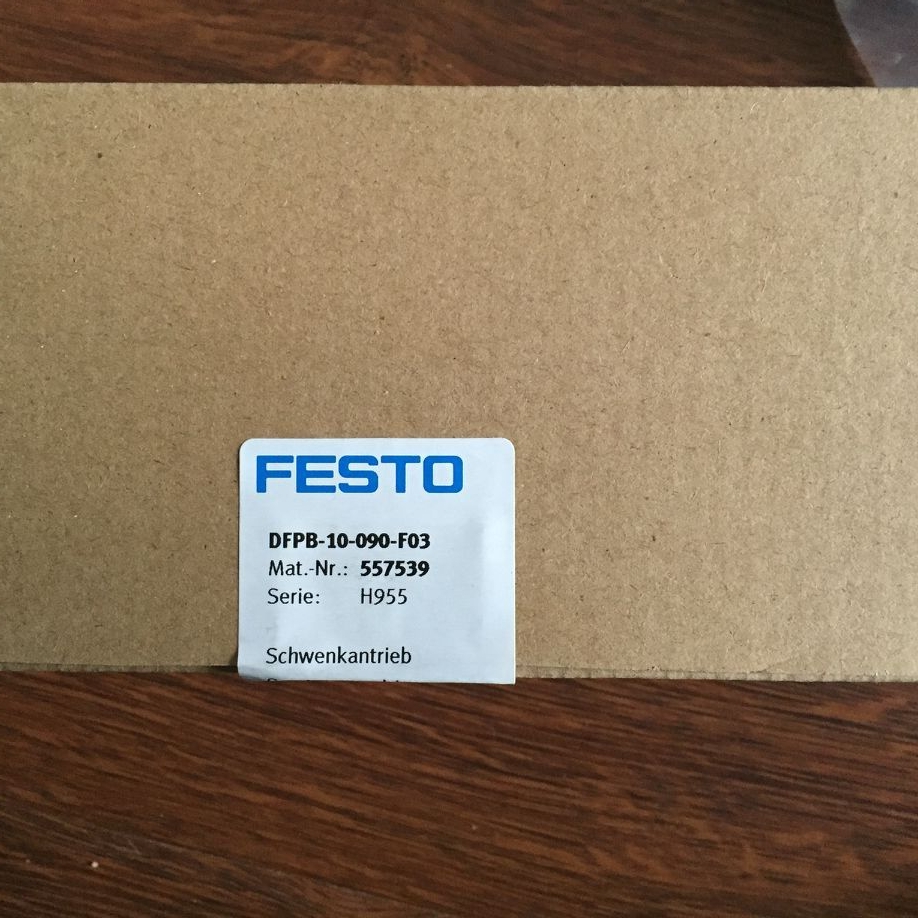 FESTO
DFPB-10-090-F03
Mat.-Nr.: 557539
Serie: H955
Schwenkantrieb